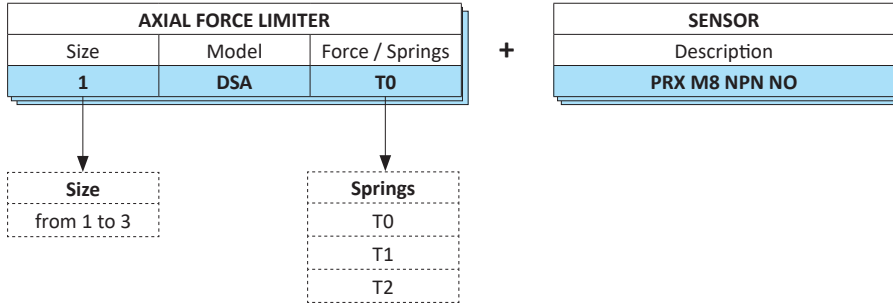 AXIAL FORCE LIMITER
SENSOR
Size Model Force / Springs + Description
1 DSA T0 PRX M8 NPN NO
Size
from 1 to 3
Springs
T0
T1
T2